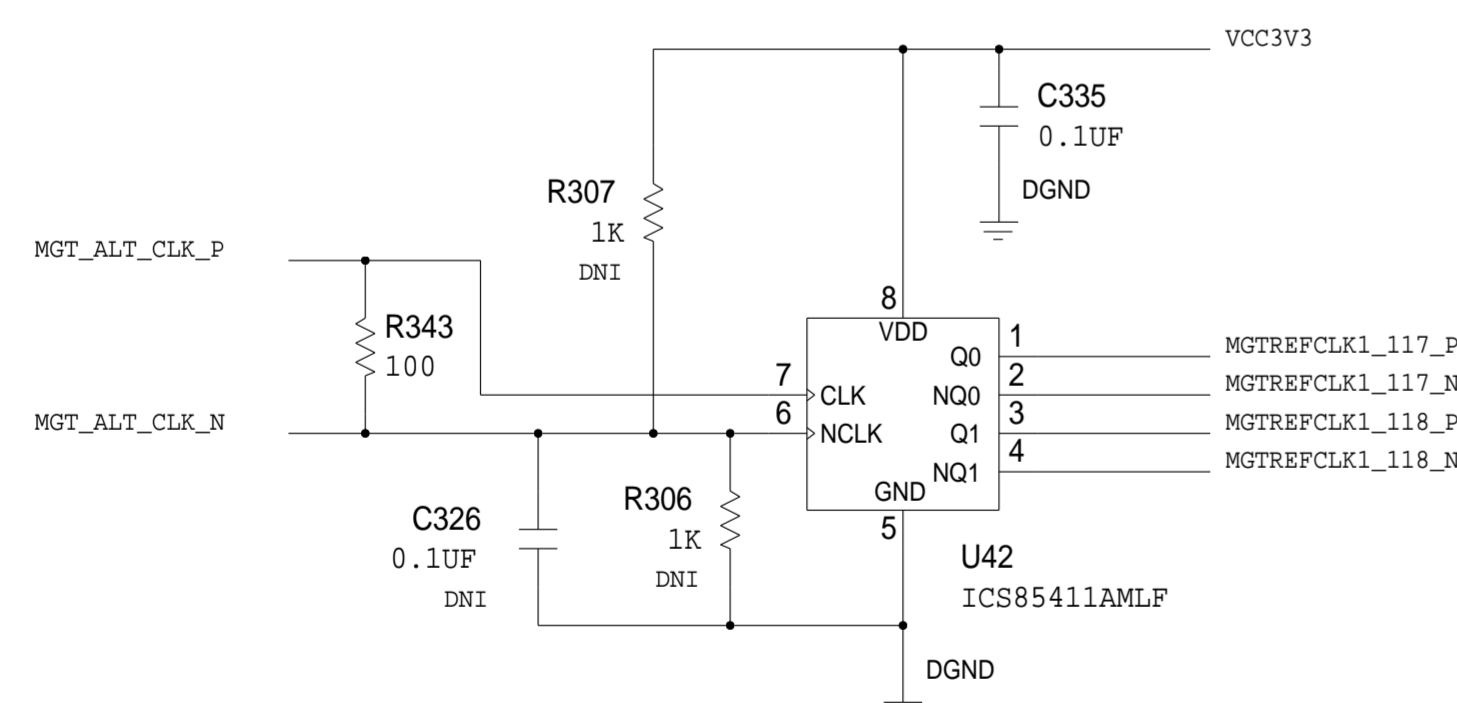 VCC3V3
C335
0.1UF
DGND
R307
1K
DNI
MGT_ALT_CLK_P
R343
100
MGT_ALT_CLK_N
8
VDD
7
CLK
6
NCLK
Q0
1
MGTREFCLK1_117_P
NQ0
2
MGTREFCLK1_117_N
Q1
3
MGTREFCLK1_118_P
NQ1
4
MGTREFCLK1_118_N
GND
5
R306
1K
DNI
C326
0.1UF
DNI
U42
ICS85411AMLF
DGND